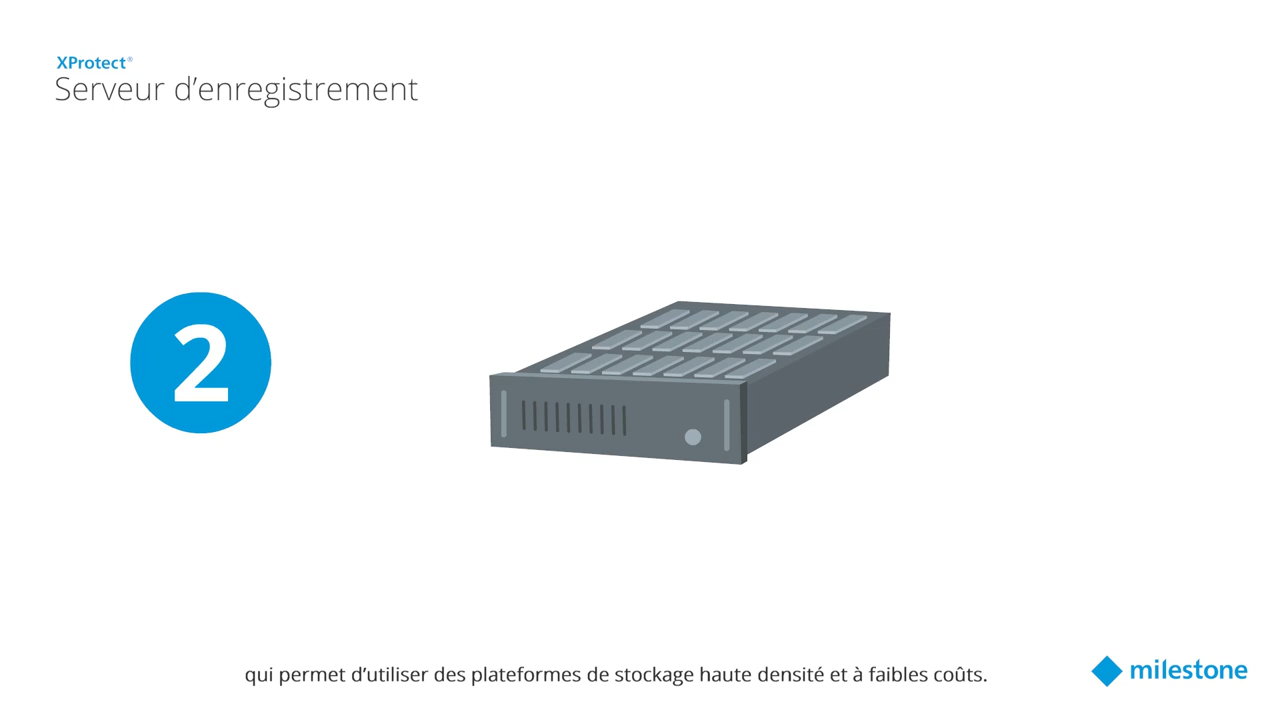 XProtect®
Serveur d’enregistrement
2
qui permet d’utiliser des plateformes de stockage haute densité et à faibles coûts.
milestone